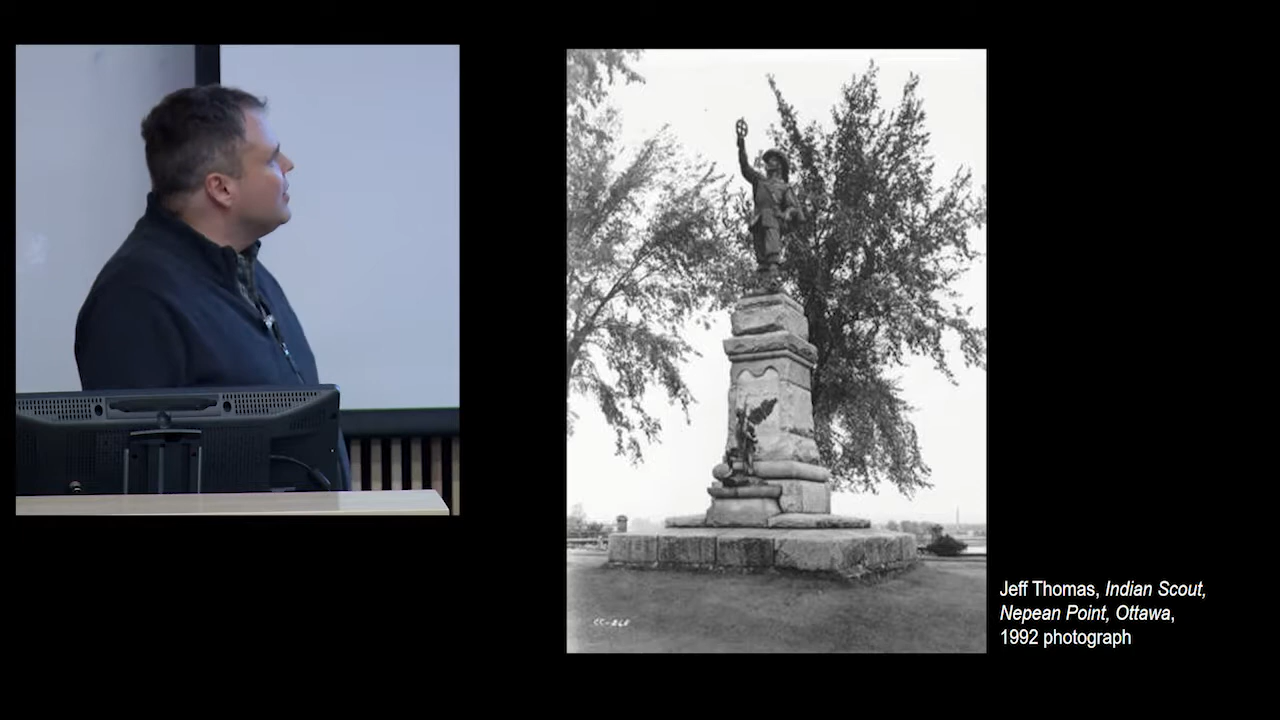 Jeff Thomas, Indian Scout,
Nepean Point, Ottawa,
1992 photograph